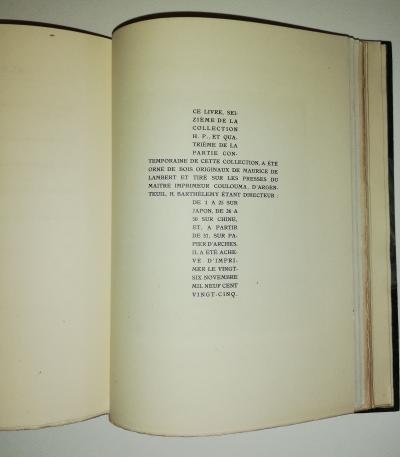 CE LIVRE, SEI-
ZIÈME DE LA
COLLECTION
H. P., ET QUA-
TRIÈME DE LA
PARTIE CON-
TEMPORAINE DE CETTE COLLECTION, A ÉTÉ
ORNÉ DE BOIS ORIGINAUX DE MAURICE DE
LAMBERT ET TIRÉ SUR LES PRESSES DU
MAITRE IMPRIMEUR COULOUMA, D'ARGEN-
TEUIL, H. BARTHÉLEMY ÉTANT DIRECTEUR :
DE 1 A 25 SUR
JAPON, DE 26 A
50 SUR CHINE,
ET, A PARTIR
DE 51, SUR PA-
PIER D'ARCHES.
IL A ÉTÉ ACHE-
VÉ D'IMPRI-
MER LE VINGT-
SIX NOVEMBRE
MIL NEUF CENT
VINGT-CINQ.